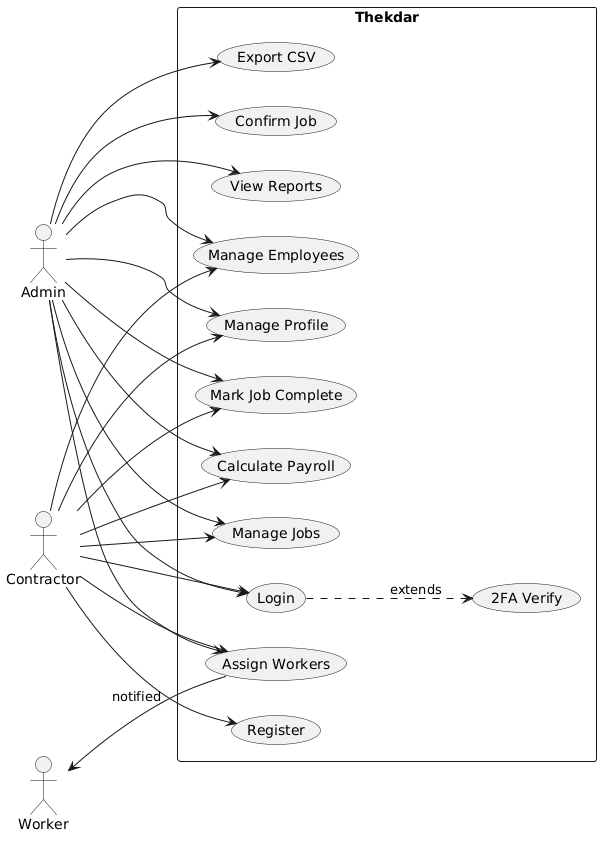 Thekdar
Export CSV
Confirm Job
View Reports
Manage Employees
Admin
Manage Profile
Mark Job Complete
Calculate Payroll
Manage Jobs
Contractor
extends
Login
2FA Verify
Assign Workers
notified
Register
Worker